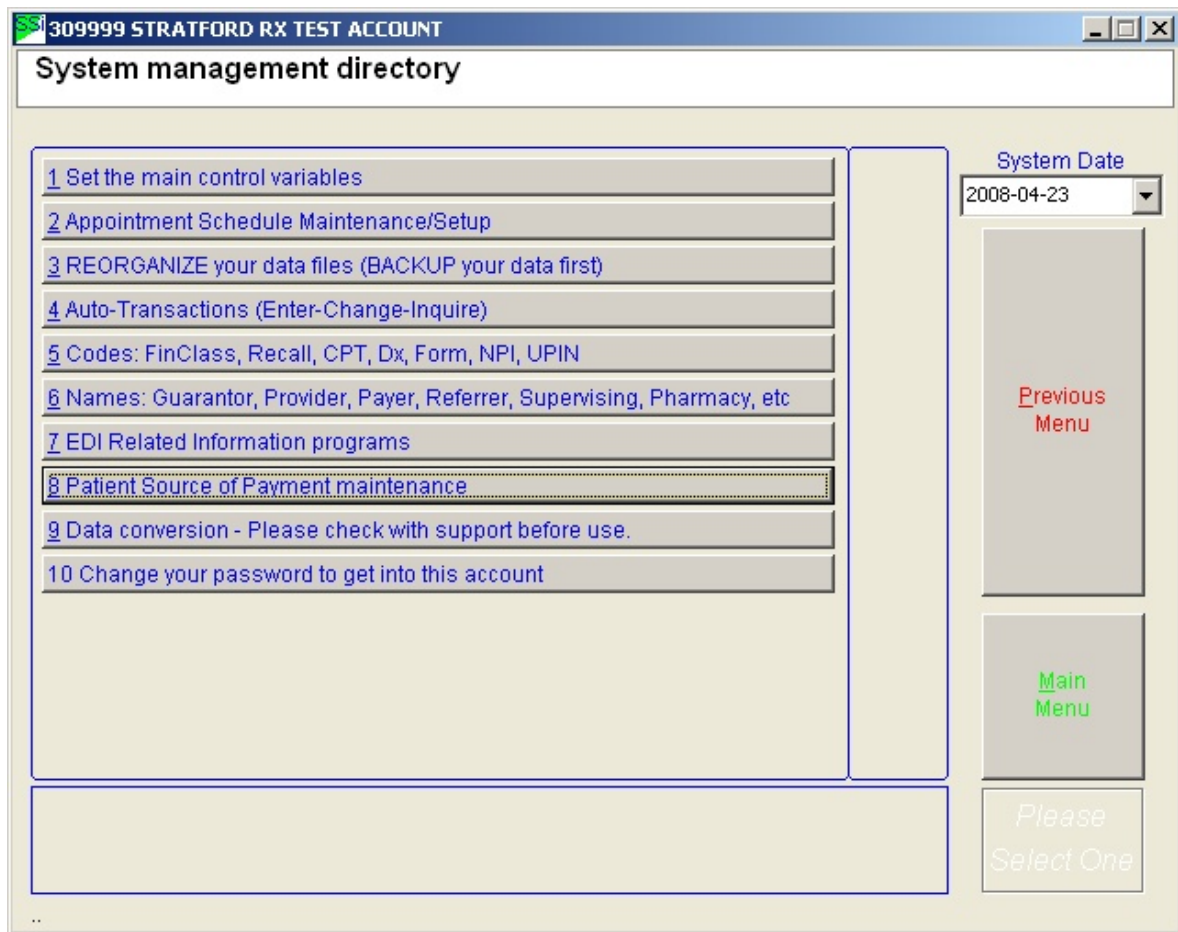 SSi 309999 STRATFORD RX TEST ACCOUNT
System management directory
1 Set the main control variables
2 Appointment Schedule Maintenance/Setup
3 REORGANIZE your data files (BACKUP your data first)
4 Auto-Transactions (Enter-Change-Inquire)
5 Codes: FinClass, Recall, CPT, Dx, Form, NPI, UPIN
6 Names: Guarantor, Provider, Payer, Referrer, Supervising, Pharmacy, etc
7 EDI Related Information programs
8 Patient Source of Payment maintenance
9 Data conversion - Please check with support before use.
10 Change your password to get into this account
System Date
2008-04-23
Previous
Menu
Main
Menu
Please
Select One
..